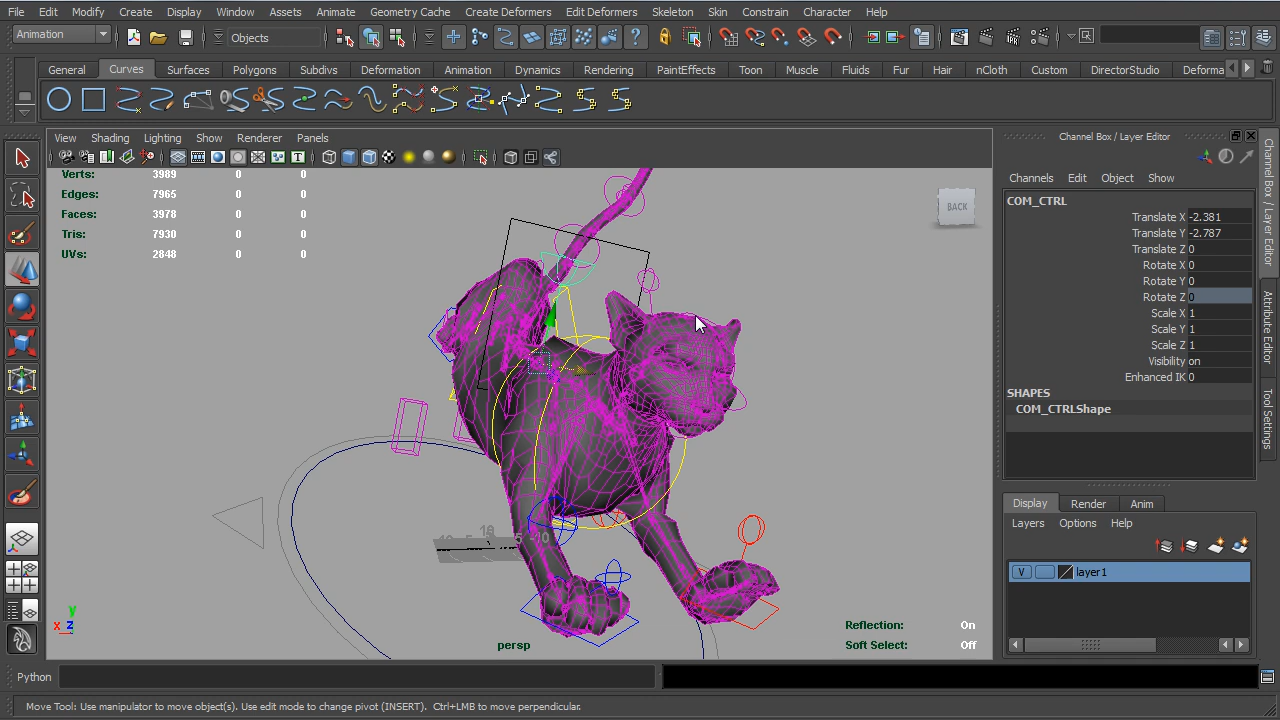 File Edit Modify Create Display Window Assets Animate Geometry Cache Create Deformers Edit Deformers Skeleton Skin Constrain Character Help
Animation
Objects
General Curves Surfaces Polygons Subdivs Deformation Animation Dynamics Rendering PaintEffects Toon Muscle Fluids Fur Hair nCloth Custom DirectorStudio Deforma
View Shading Lighting Show Renderer Panels
Verts: 3989 0 0
Edges: 7965 0 0
Faces: 3978 0 0
Tris: 7930 0 0
UVs: 2848 0 0
BACK
persp
Reflection: On
Soft Select: Off
y
x z
Channel Box / Layer Editor
Channels Edit Object Show
COM_CTRL
Translate X -2.381
Translate Y -2.787
Translate Z 0
Rotate X 0
Rotate Y 0
Rotate Z 0
Scale X 1
Scale Y 1
Scale Z 1
Visibility on
Enhanced IK 0
SHAPES
COM_CTRLShape
Display Render Anim
Layers Options Help
V layer1
Channel Box / Layer Editor
Attribute Editor
Tool Settings
Python
Move Tool: Use manipulator to move object(s). Use edit mode to change pivot (INSERT). Ctrl+LMB to move perpendicular.